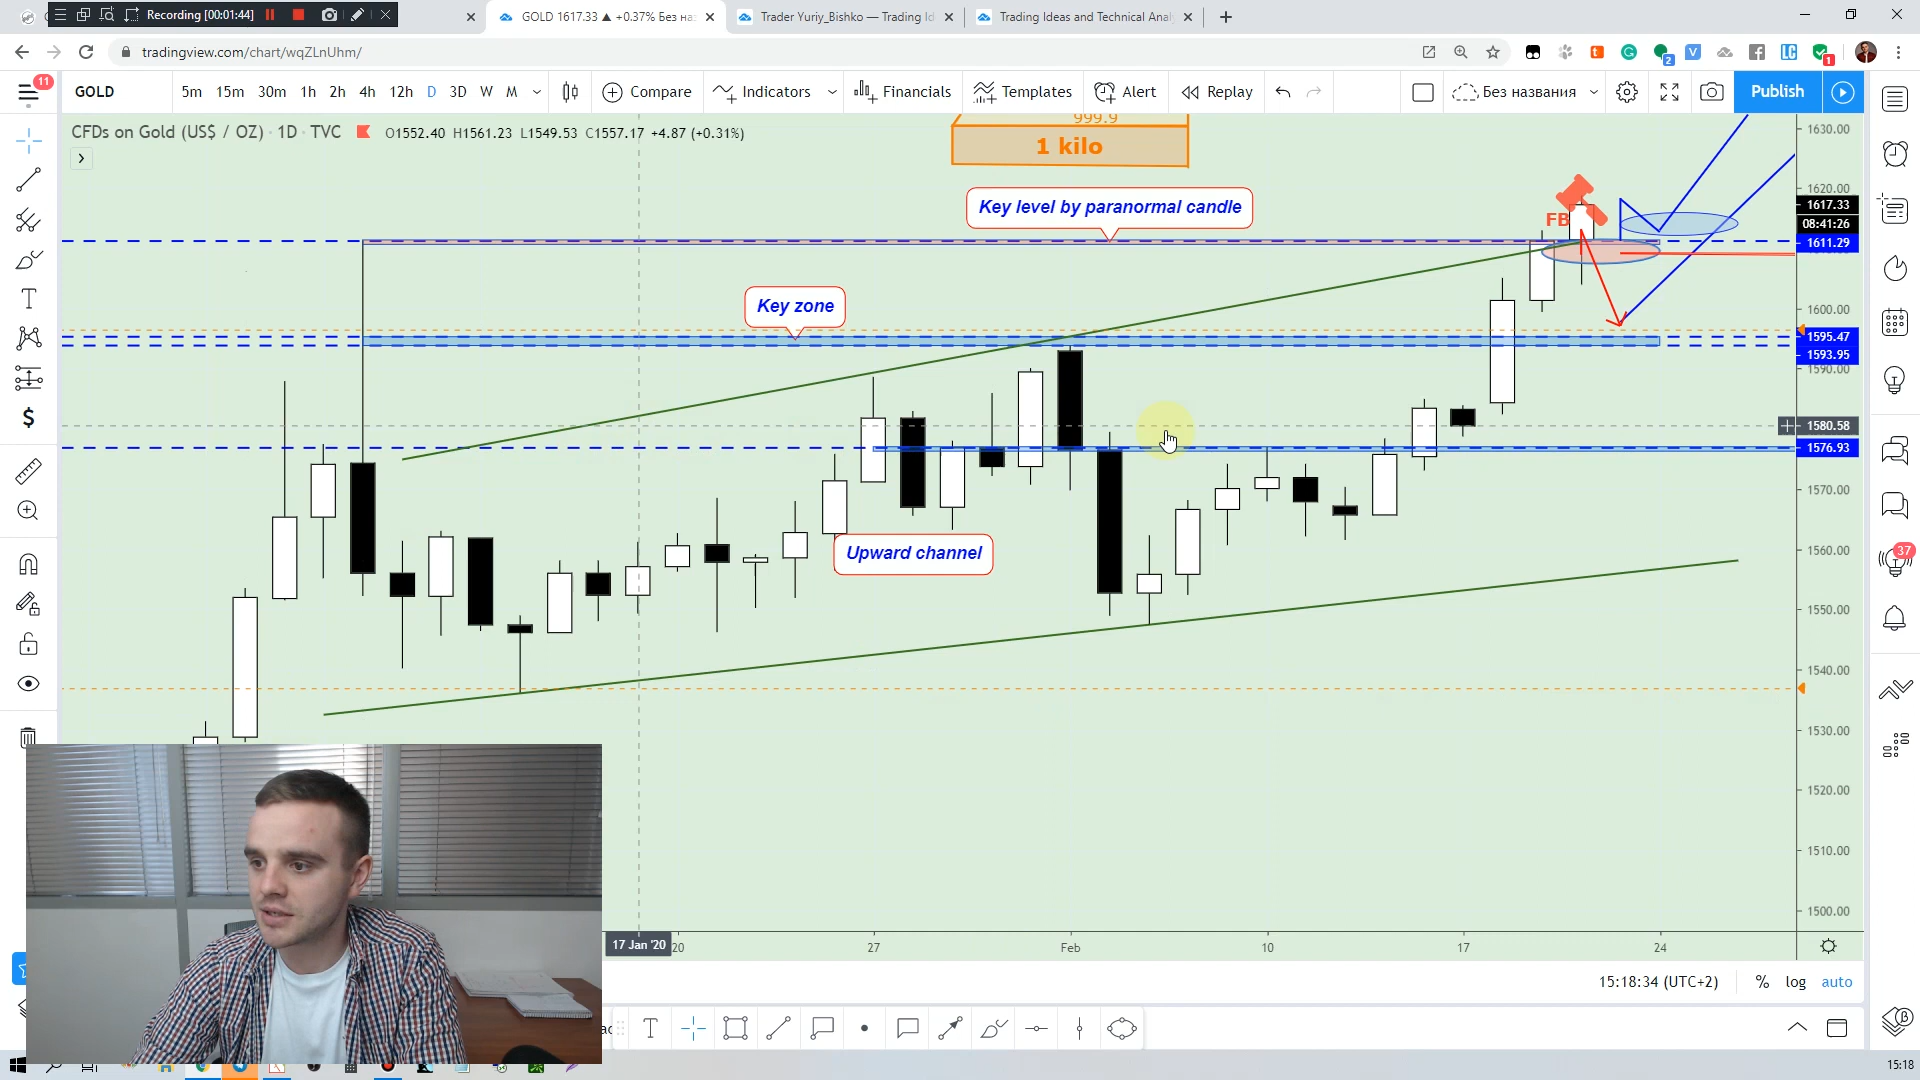 Recording [00:01:44]
GOLD 1617.33 ▲ +0.37% Без на
Trader Yuriy_Bishko — Trading Id
Trading Ideas and Technical Anal
tradingview.com/chart/wqZLnUhm/
2
1
11
GOLD
5m 15m 30m 1h 2h 4h 12h D 3D W M
Compare
Indicators
Financials
Templates
Alert
Replay
Без названия
Publish
CFDs on Gold (US$ / OZ) · 1D · TVC
O1552.40 H1561.23 L1549.53 C1557.17 +4.87 (+0.31%)
999.9
1 kilo
Key level by paranormal candle
FB
Key zone
Upward channel
1630.00
1620.00
1617.33
08:41:26
1611.29
1600.00
1595.47
1593.95
1590.00
1580.58
1576.93
1570.00
1560.00
1550.00
1540.00
1530.00
1520.00
1510.00
1500.00
37
17 Jan '20
20
27
Feb
10
17
24
15:18:34 (UTC+2)
% log auto
15:18